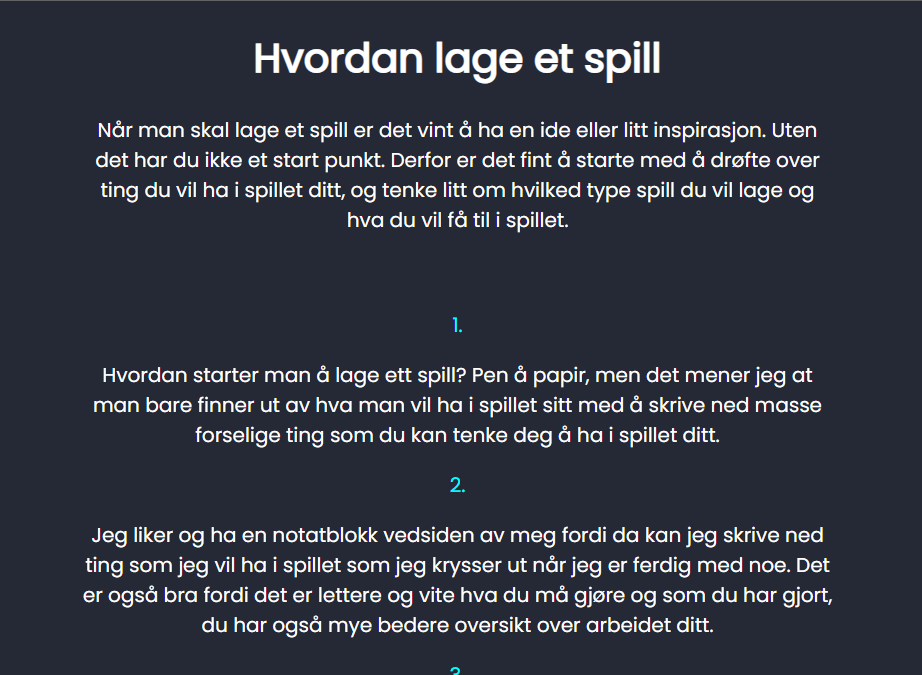 Hvordan lage et spill
Når man skal lage et spill er det vint å ha en ide eller litt inspirasjon. Uten
det har du ikke et start punkt. Derfor er det fint å starte med å drøfte over
ting du vil ha i spillet ditt, og tenke litt om hvilked type spill du vil lage og
hva du vil få til i spillet.
1.
Hvordan starter man å lage ett spill? Pen å papir, men det mener jeg at
man bare finner ut av hva man vil ha i spillet sitt med å skrive ned masse
forselige ting som du kan tenke deg å ha i spillet ditt.
2.
Jeg liker og ha en notatblokk vedsiden av meg fordi da kan jeg skrive ned
ting som jeg vil ha i spillet som jeg krysser ut når jeg er ferdig med noe. Det
er også bra fordi det er lettere og vite hva du må gjøre og som du har gjort,
du har også mye bedere oversikt over arbeidet ditt.
3.